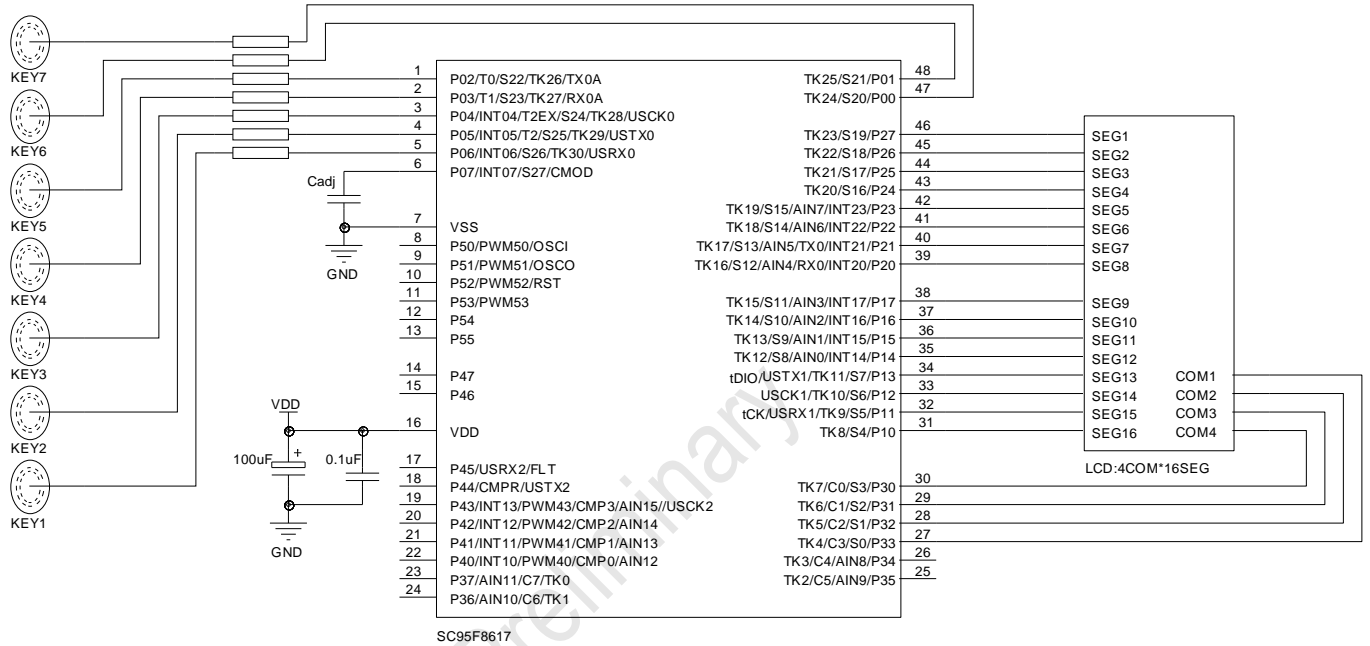 KEY7
KEY6
KEY5
KEY4
KEY3
KEY2
KEY1
1 P02/T0/S22/TK26/TX0A
2 P03/T1/S23/TK27/RX0A
3 P04/INT04/T2EX/S24/TK28/USCK0
4 P05/INT05/T2/S25/TK29/USTX0
5 P06/INT06/S26/TK30/USRX0
6 P07/INT07/S27/CMOD
Cadj
7 VSS
GND
8 P50/PWM50/OSCI
9 P51/PWM51/OSCO
10 P52/PWM52/RST
11 P53/PWM53
12 P54
13 P55
14 P47
15 P46
VDD
16 VDD
100uF + 0.1uF
GND
17 P45/USRX2/FLT
18 P44/CMPR/USTX2
19 P43/INT13/PWM43/CMP3/AIN15//USCK2
20 P42/INT12/PWM42/CMP2/AIN14
21 P41/INT11/PWM41/CMP1/AIN13
22 P40/INT10/PWM40/CMP0/AIN12
23 P37/AIN11/C7/TK0
24 P36/AIN10/C6/TK1
SC95F8617
TK25/S21/P01 48
TK24/S20/P00 47
TK23/S19/P27 46
TK22/S18/P26 45
TK21/S17/P25 44
TK20/S16/P24 43
TK19/S15/AIN7/INT23/P23 42
TK18/S14/AIN6/INT22/P22 41
TK17/S13/AIN5/TX0/INT21/P21 40
TK16/S12/AIN4/RX0/INT20/P20 39
TK15/S11/AIN3/INT17/P17 38
TK14/S10/AIN2/INT16/P16 37
TK13/S9/AIN1/INT15/P15 36
TK12/S8/AIN0/INT14/P14 35
tDIO/USTX1/TK11/S7/P13 34
USCK1/TK10/S6/P12 33
tCK/USRX1/TK9/S5/P11 32
TK8/S4/P10 31
TK7/C0/S3/P30 30
TK6/C1/S2/P31 29
TK5/C2/S1/P32 28
TK4/C3/S0/P33 27
TK3/C4/AIN8/P34 26
TK2/C5/AIN9/P35 25
SEG1
SEG2
SEG3
SEG4
SEG5
SEG6
SEG7
SEG8
SEG9
SEG10
SEG11
SEG12
SEG13 COM1
SEG14 COM2
SEG15 COM3
SEG16 COM4
LCD:4COM*16SEG
Preliminary